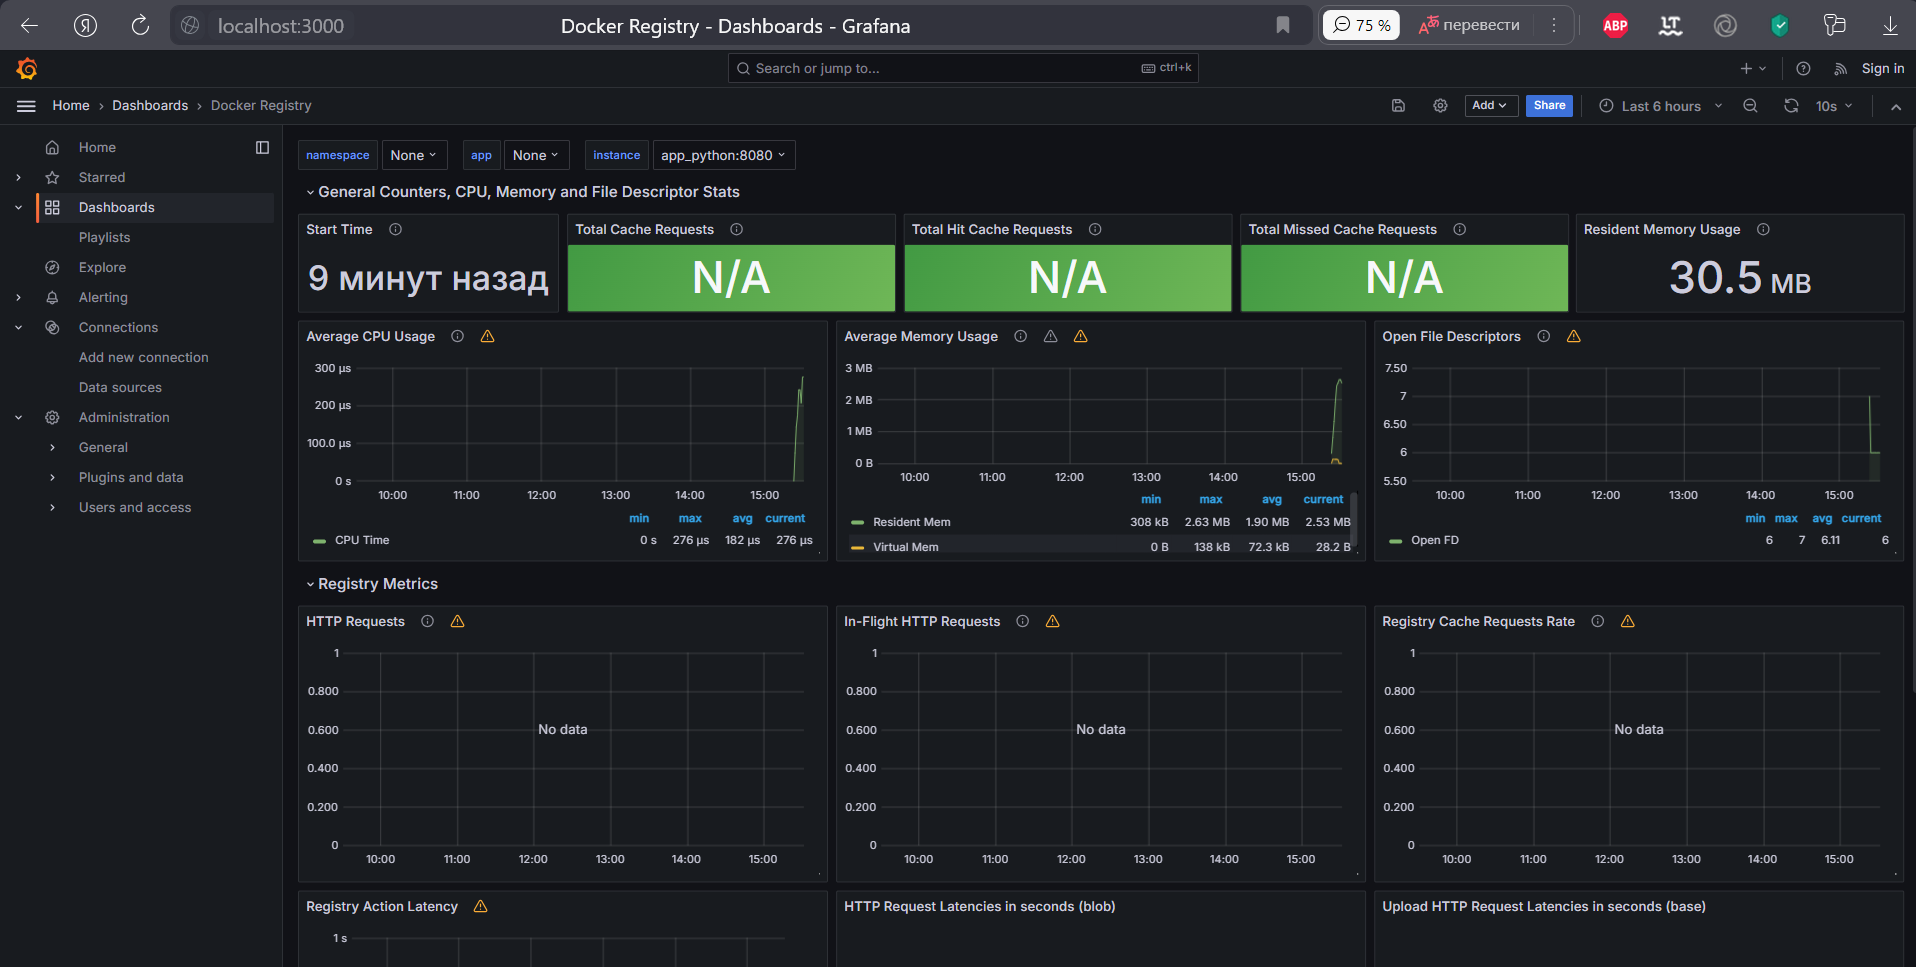 localhost:3000
Docker Registry - Dashboards - Grafana
75 %
перевести
ABP
LT
Search or jump to...
ctrl+k
Sign in
Home
Dashboards
Docker Registry
Add
Share
Last 6 hours
10s
Home
Starred
Dashboards
Playlists
Explore
Alerting
Connections
Add new connection
Data sources
Administration
General
Plugins and data
Users and access
namespace
None
app
None
instance
app_python:8080
General Counters, CPU, Memory and File Descriptor Stats
Start Time
9 минут назад
Total Cache Requests
N/A
Total Hit Cache Requests
N/A
Total Missed Cache Requests
N/A
Resident Memory Usage
30.5 MB
Average CPU Usage
300 µs
200 µs
100.0 µs
0 s
10:00 11:00 12:00 13:00 14:00 15:00
min max avg current
CPU Time 0 s 276 µs 182 µs 276 µs
Average Memory Usage
3 MB
2 MB
1 MB
0 B
10:00 11:00 12:00 13:00 14:00 15:00
min max avg current
Resident Mem 308 kB 2.63 MB 1.90 MB 2.53 MB
Virtual Mem 0 B 138 kB 72.3 kB 28.2 B
Open File Descriptors
7.50
7
6.50
6
5.50
10:00 11:00 12:00 13:00 14:00 15:00
min max avg current
Open FD 6 7 6.11 6
Registry Metrics
HTTP Requests
1
0.800
0.600
0.400
0.200
0
No data
10:00 11:00 12:00 13:00 14:00 15:00
In-Flight HTTP Requests
1
0.800
0.600
0.400
0.200
0
No data
10:00 11:00 12:00 13:00 14:00 15:00
Registry Cache Requests Rate
1
0.800
0.600
0.400
0.200
0
No data
10:00 11:00 12:00 13:00 14:00 15:00
Registry Action Latency
1 s
HTTP Request Latencies in seconds (blob)
Upload HTTP Request Latencies in seconds (base)